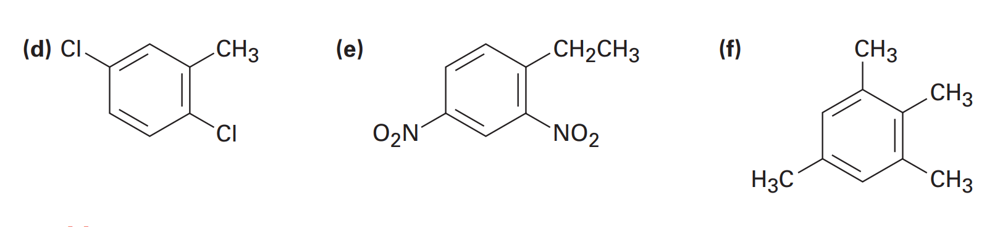 (d) Cl CH₃ (e) CH₂CH₃ (f) CH₃
CH₃
Cl O₂N NO₂
H₃C CH₃